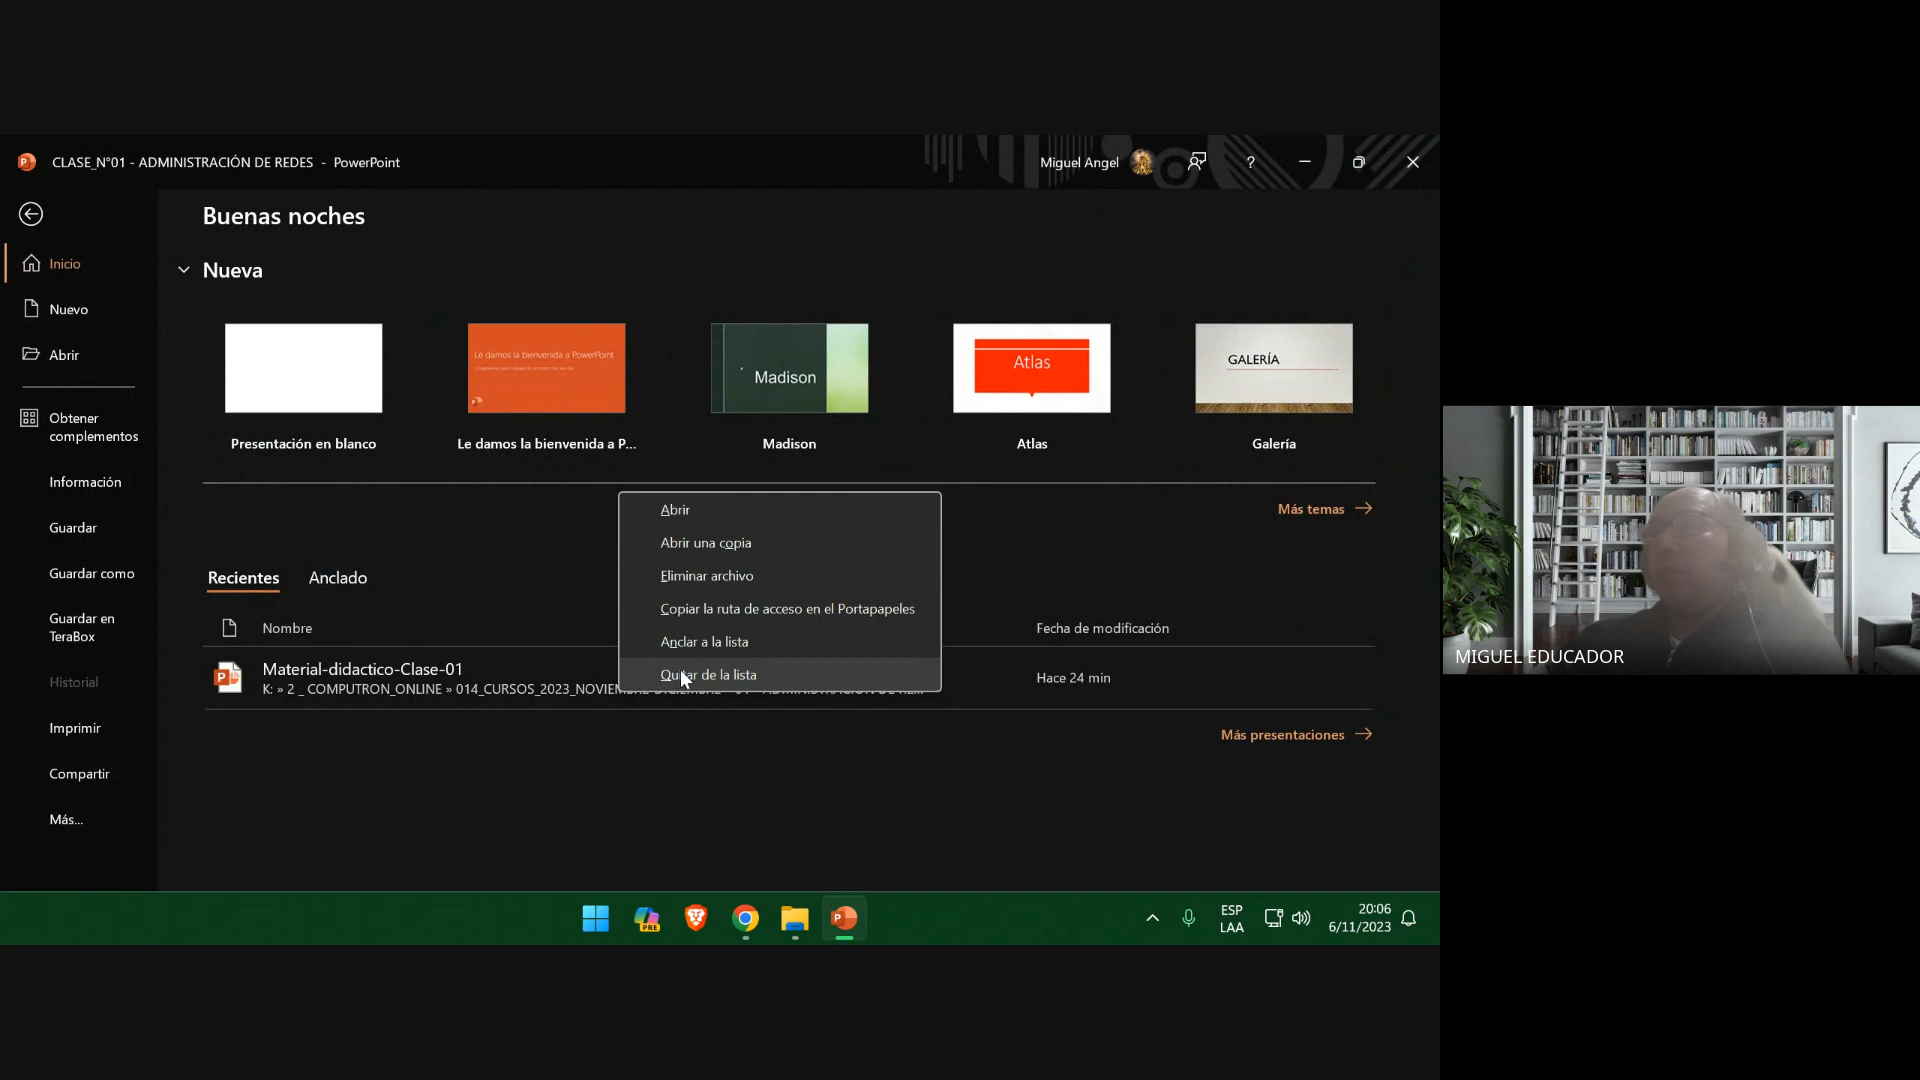 CLASE_N°01 - ADMINISTRACIÓN DE REDES - PowerPoint
Miguel Angel
?
Buenas noches
Inicio
Nueva
Nuevo
Abrir
Le damos la bienvenida a PowerPoint
Madison
Atlas
GALERÍA
Presentación en blanco
Le damos la bienvenida a P...
Madison
Atlas
Galería
Obtener
complementos
Información
Guardar
Guardar como
Guardar en
TeraBox
Historial
Imprimir
Compartir
Más...
Más temas
Abrir
Abrir una copia
Eliminar archivo
Copiar la ruta de acceso en el Portapapeles
Anclar a la lista
Quitar de la lista
Recientes
Anclado
Nombre
Fecha de modificación
Material-didactico-Clase-01
K: » 2 _ COMPUTRON_ONLINE » 014_CURSOS_2023_NOVIEMBRE-DICIEMBRE
Hace 24 min
Más presentaciones
PRE
ESP
LAA
20:06
6/11/2023
MIGUEL EDUCADOR